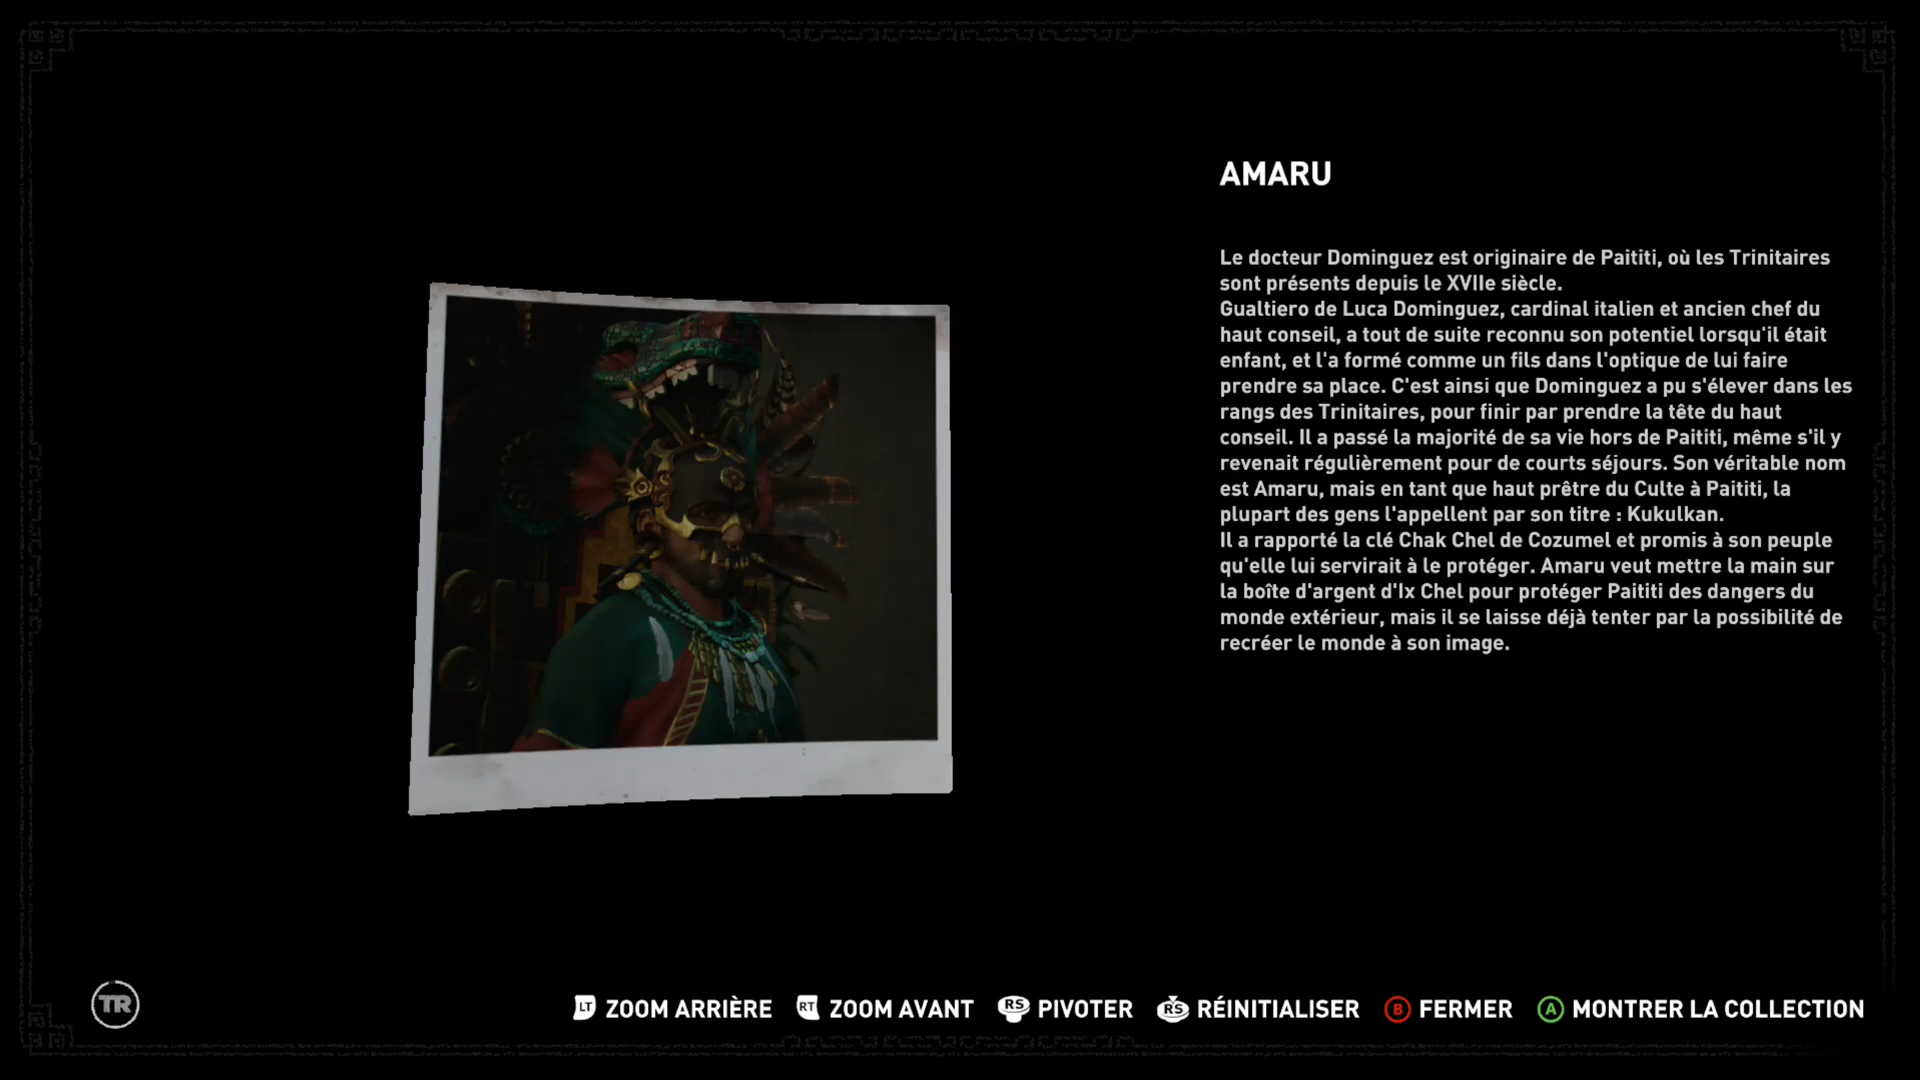 AMARU
Le docteur Dominguez est originaire de Paititi, où les Trinitaires
sont présents depuis le XVIIe siècle.
Gualtiero de Luca Dominguez, cardinal italien et ancien chef du
haut conseil, a tout de suite reconnu son potentiel lorsqu'il était
enfant, et l'a formé comme un fils dans l'optique de lui faire
prendre sa place. C'est ainsi que Dominguez a pu s'élever dans les
rangs des Trinitaires, pour finir par prendre la tête du haut
conseil. Il a passé la majorité de sa vie hors de Paititi, même s'il y
revenait régulièrement pour de courts séjours. Son véritable nom
est Amaru, mais en tant que haut prêtre du Culte à Paititi, la
plupart des gens l'appellent par son titre : Kukulkan.
Il a rapporté la clé Chak Chel de Cozumel et promis à son peuple
qu'elle lui servirait à le protéger. Amaru veut mettre la main sur
la boîte d'argent d'Ix Chel pour protéger Paititi des dangers du
monde extérieur, mais il se laisse déjà tenter par la possibilité de
recréer le monde à son image.
TR
LT ZOOM ARRIÈRE RT ZOOM AVANT RS PIVOTER RS RÉINITIALISER B FERMER A MONTRER LA COLLECTION